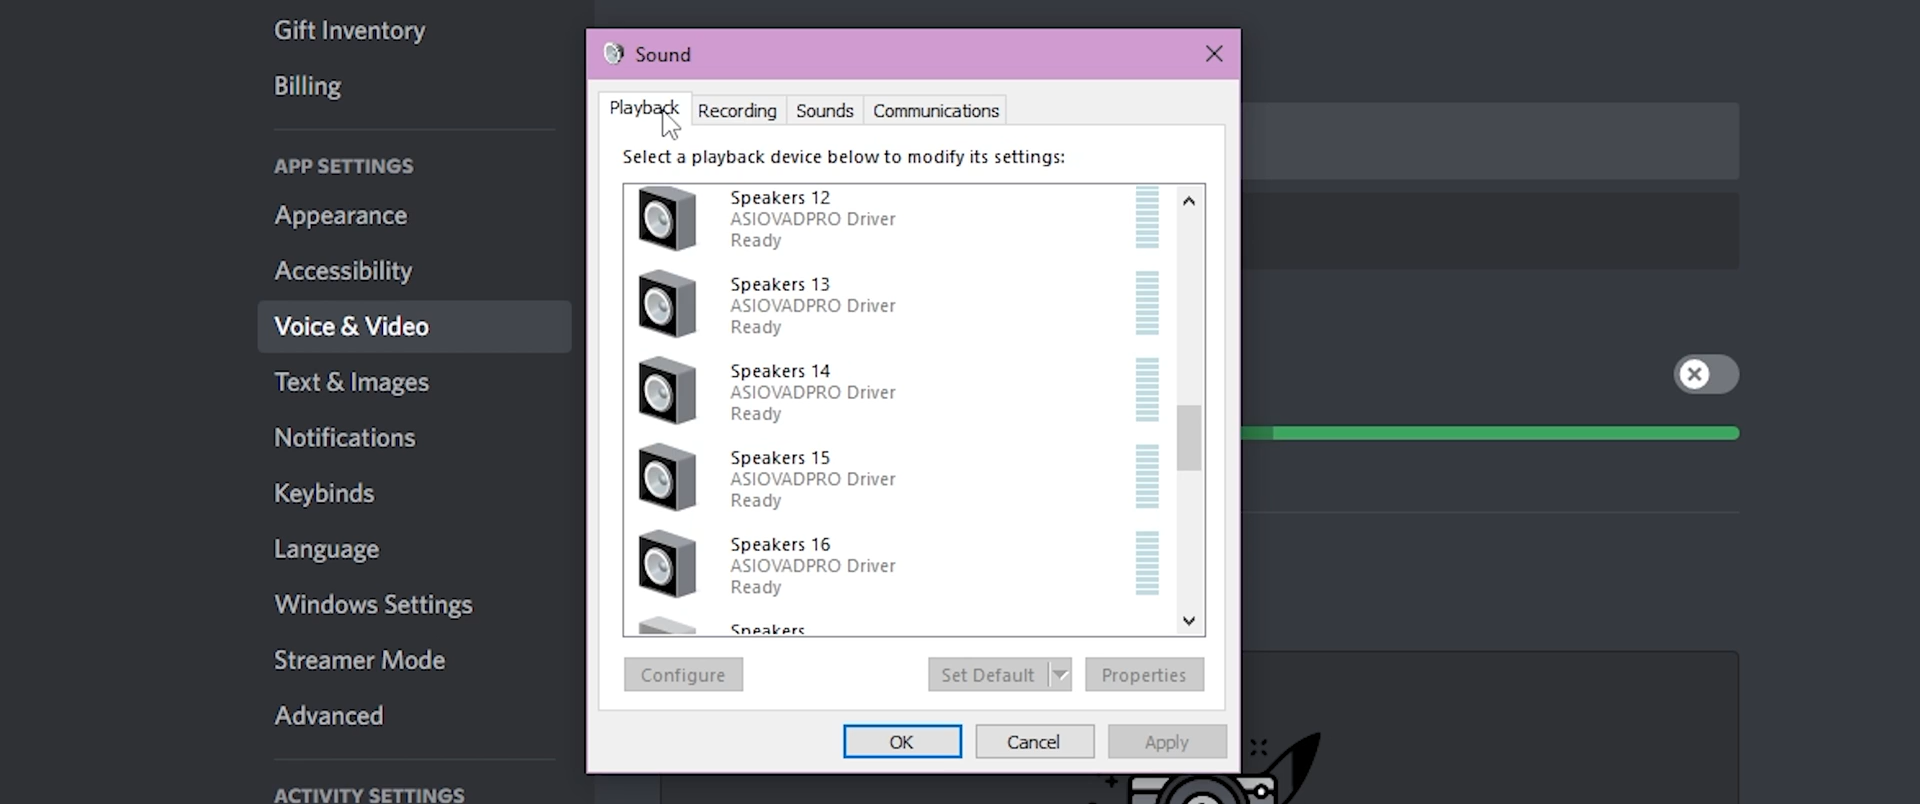 Gift Inventory
Billing
APP SETTINGS
Appearance
Accessibility
Voice & Video
Text & Images
Notifications
Keybinds
Language
Windows Settings
Streamer Mode
Advanced
ACTIVITY SETTINGS
Sound
Playback
Recording
Sounds
Communications
Select a playback device below to modify its settings:
Speakers 12
ASIOVADPRO Driver
Ready
Speakers 13
ASIOVADPRO Driver
Ready
Speakers 14
ASIOVADPRO Driver
Ready
Speakers 15
ASIOVADPRO Driver
Ready
Speakers 16
ASIOVADPRO Driver
Ready
Speakers
Configure
Set Default
Properties
OK
Cancel
Apply